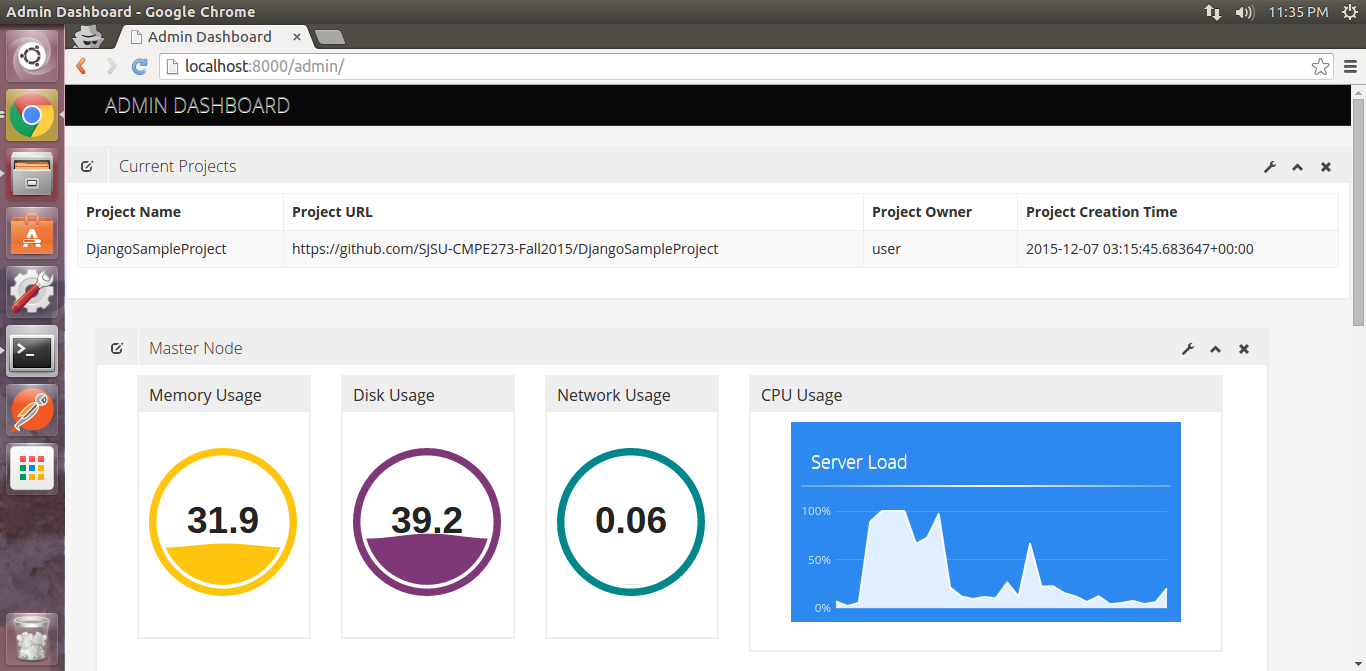 Admin Dashboard - Google Chrome
11:35 PM
Admin Dashboard
localhost:8000/admin/
ADMIN DASHBOARD
Current Projects
Project Name Project URL Project Owner Project Creation Time
DjangoSampleProject https://github.com/SJSU-CMPE273-Fall2015/DjangoSampleProject user 2015-12-07 03:15:45.683647+00:00
Master Node
Memory Usage Disk Usage Network Usage CPU Usage
31.9 39.2 0.06
Server Load
100%
50%
0%